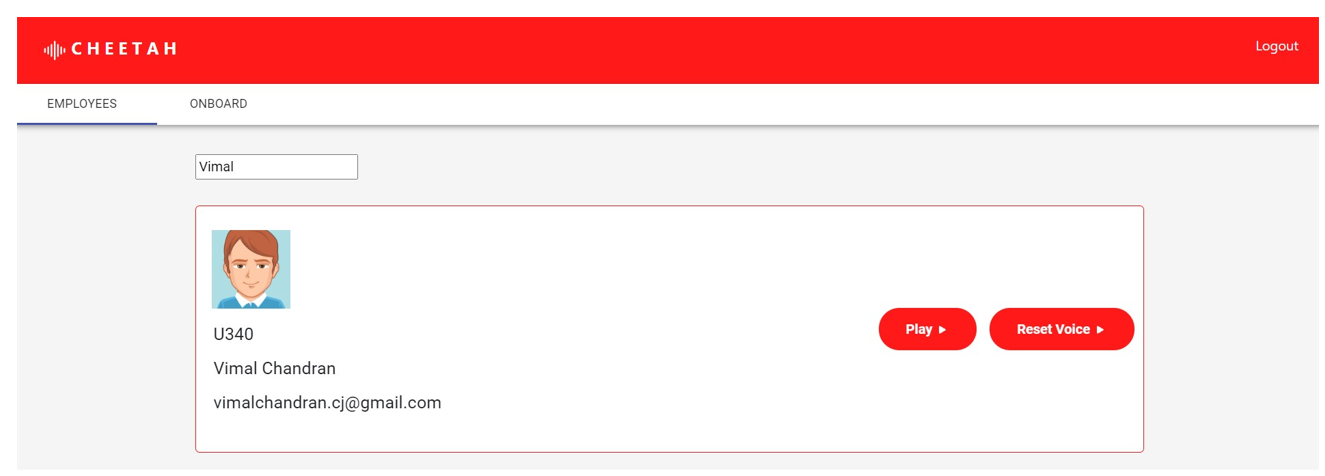 CHEETAH
Logout
EMPLOYEES ONBOARD
Vimal
U340
Vimal Chandran
vimalchandran.cj@gmail.com
Play
Reset Voice